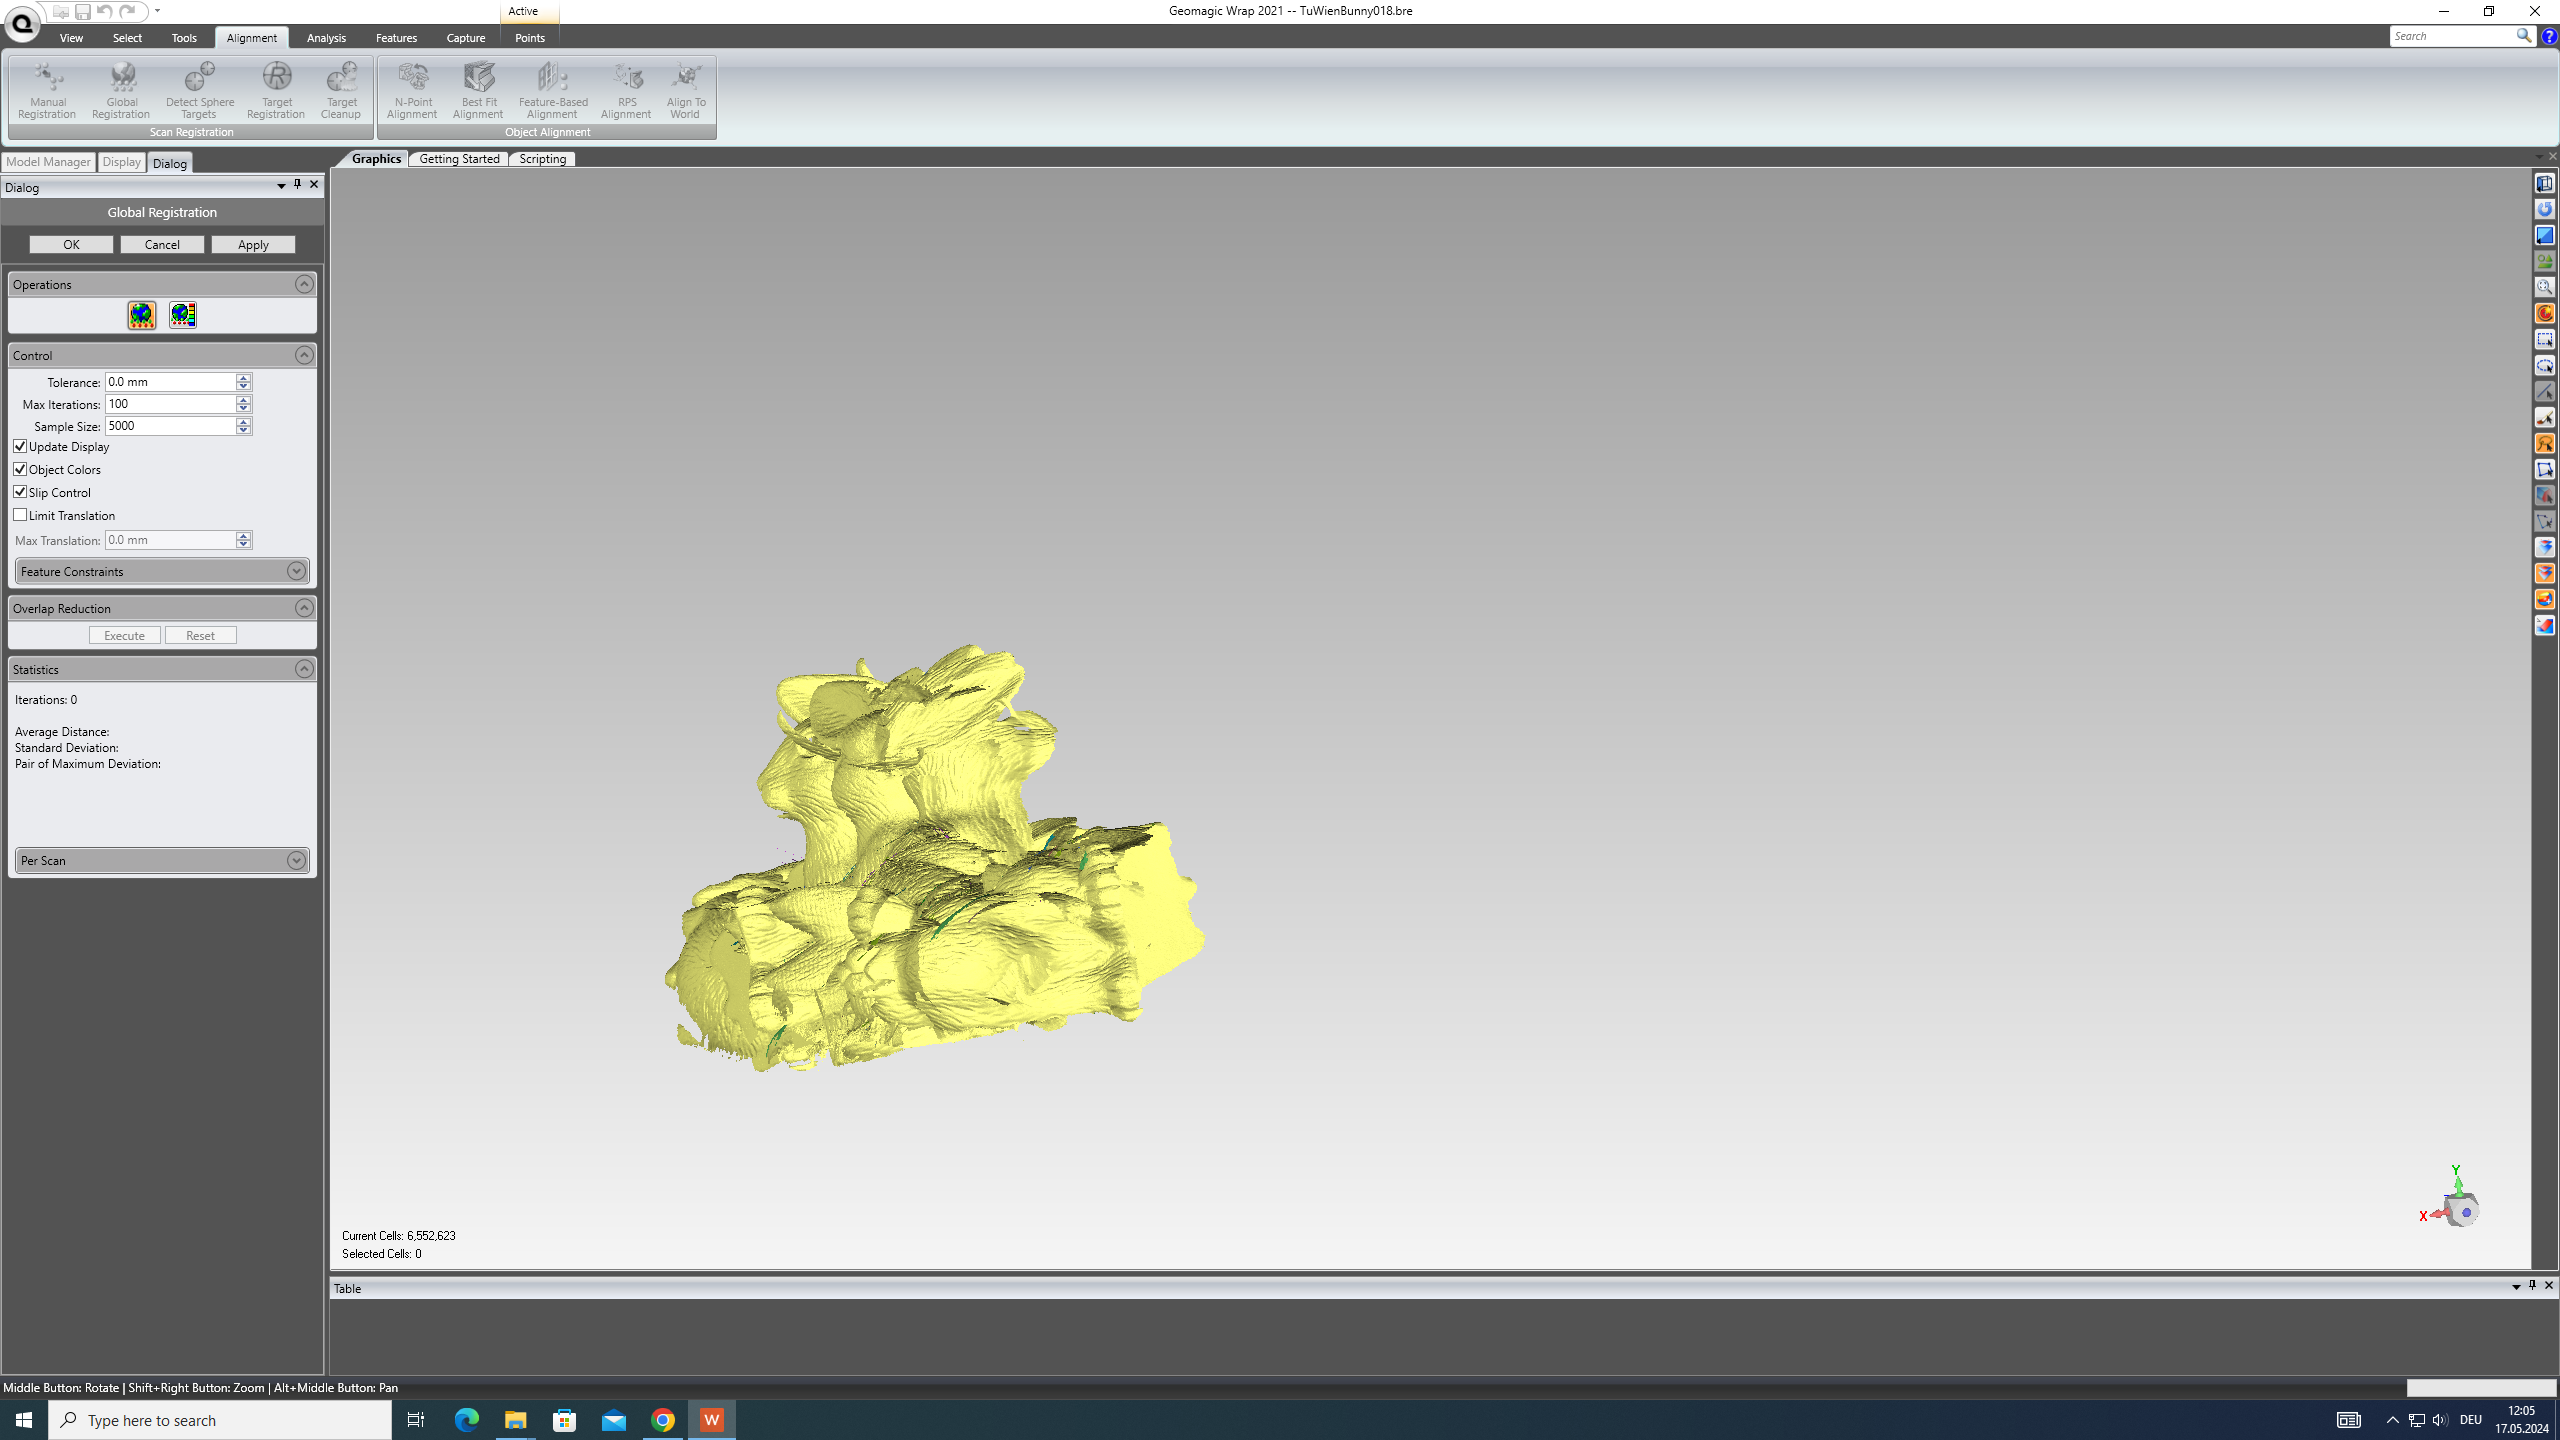 Active
Geomagic Wrap 2021 -- TuWienBunny018.bre
View Select Tools Alignment Analysis Features Capture Points
Search
Manual Registration Global Registration Detect Sphere Targets Target Registration Target Cleanup
N-Point Alignment Best Fit Alignment Feature-Based Alignment RPS Alignment Align To World
Scan Registration Object Alignment
Model Manager Display Dialog
Graphics Getting Started Scripting
Dialog
Global Registration
OK Cancel Apply
Operations
Control
Tolerance: 0.0 mm
Max Iterations: 100
Sample Size: 5000
Update Display
Object Colors
Slip Control
Limit Translation
Max Translation: 0.0 mm
Feature Constraints
Overlap Reduction
Execute Reset
Statistics
Iterations: 0
Average Distance:
Standard Deviation:
Pair of Maximum Deviation:
Per Scan
Y
X
Current Cells: 6,552,623
Selected Cells: 0
Table
Middle Button: Rotate | Shift+Right Button: Zoom | Alt+Middle Button: Pan
Type here to search
W
DEU
12:05
17.05.2024